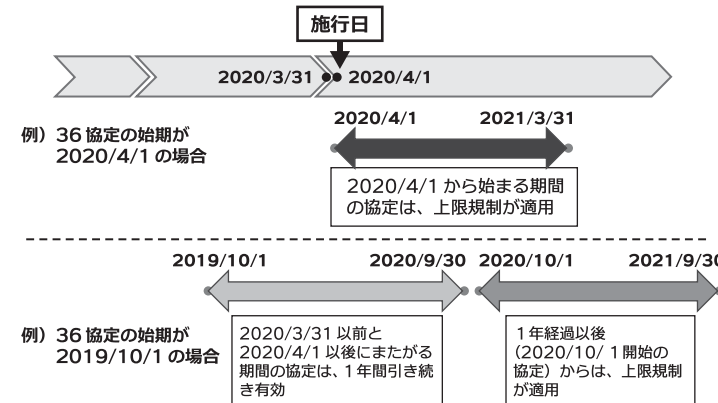 施行日
2020/3/31 2020/4/1
2020/4/1 2021/3/31
例）36 協定の始期が
2020/4/1 の場合
2020/4/1 から始まる期間
の協定は、上限規制が適用
2019/10/1 2020/9/30 2020/10/1 2021/9/30
例）36 協定の始期が
2019/10/1 の場合
2020/3/31 以前と
2020/4/1 以後にまたがる
期間の協定は、1 年間引き続
き有効
1 年経過以後
（2020/10/ 1 開始の
協定）からは、上限規制
が適用